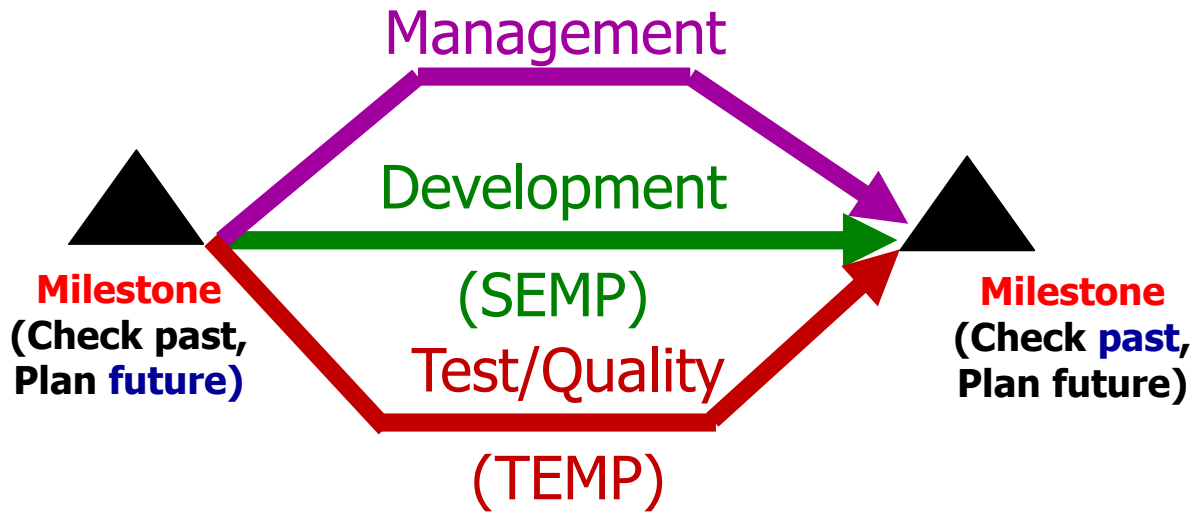 Management
Development
(SEMP)
Test/Quality
(TEMP)
Milestone
(Check past,
Plan future)
Milestone
(Check past,
Plan future)